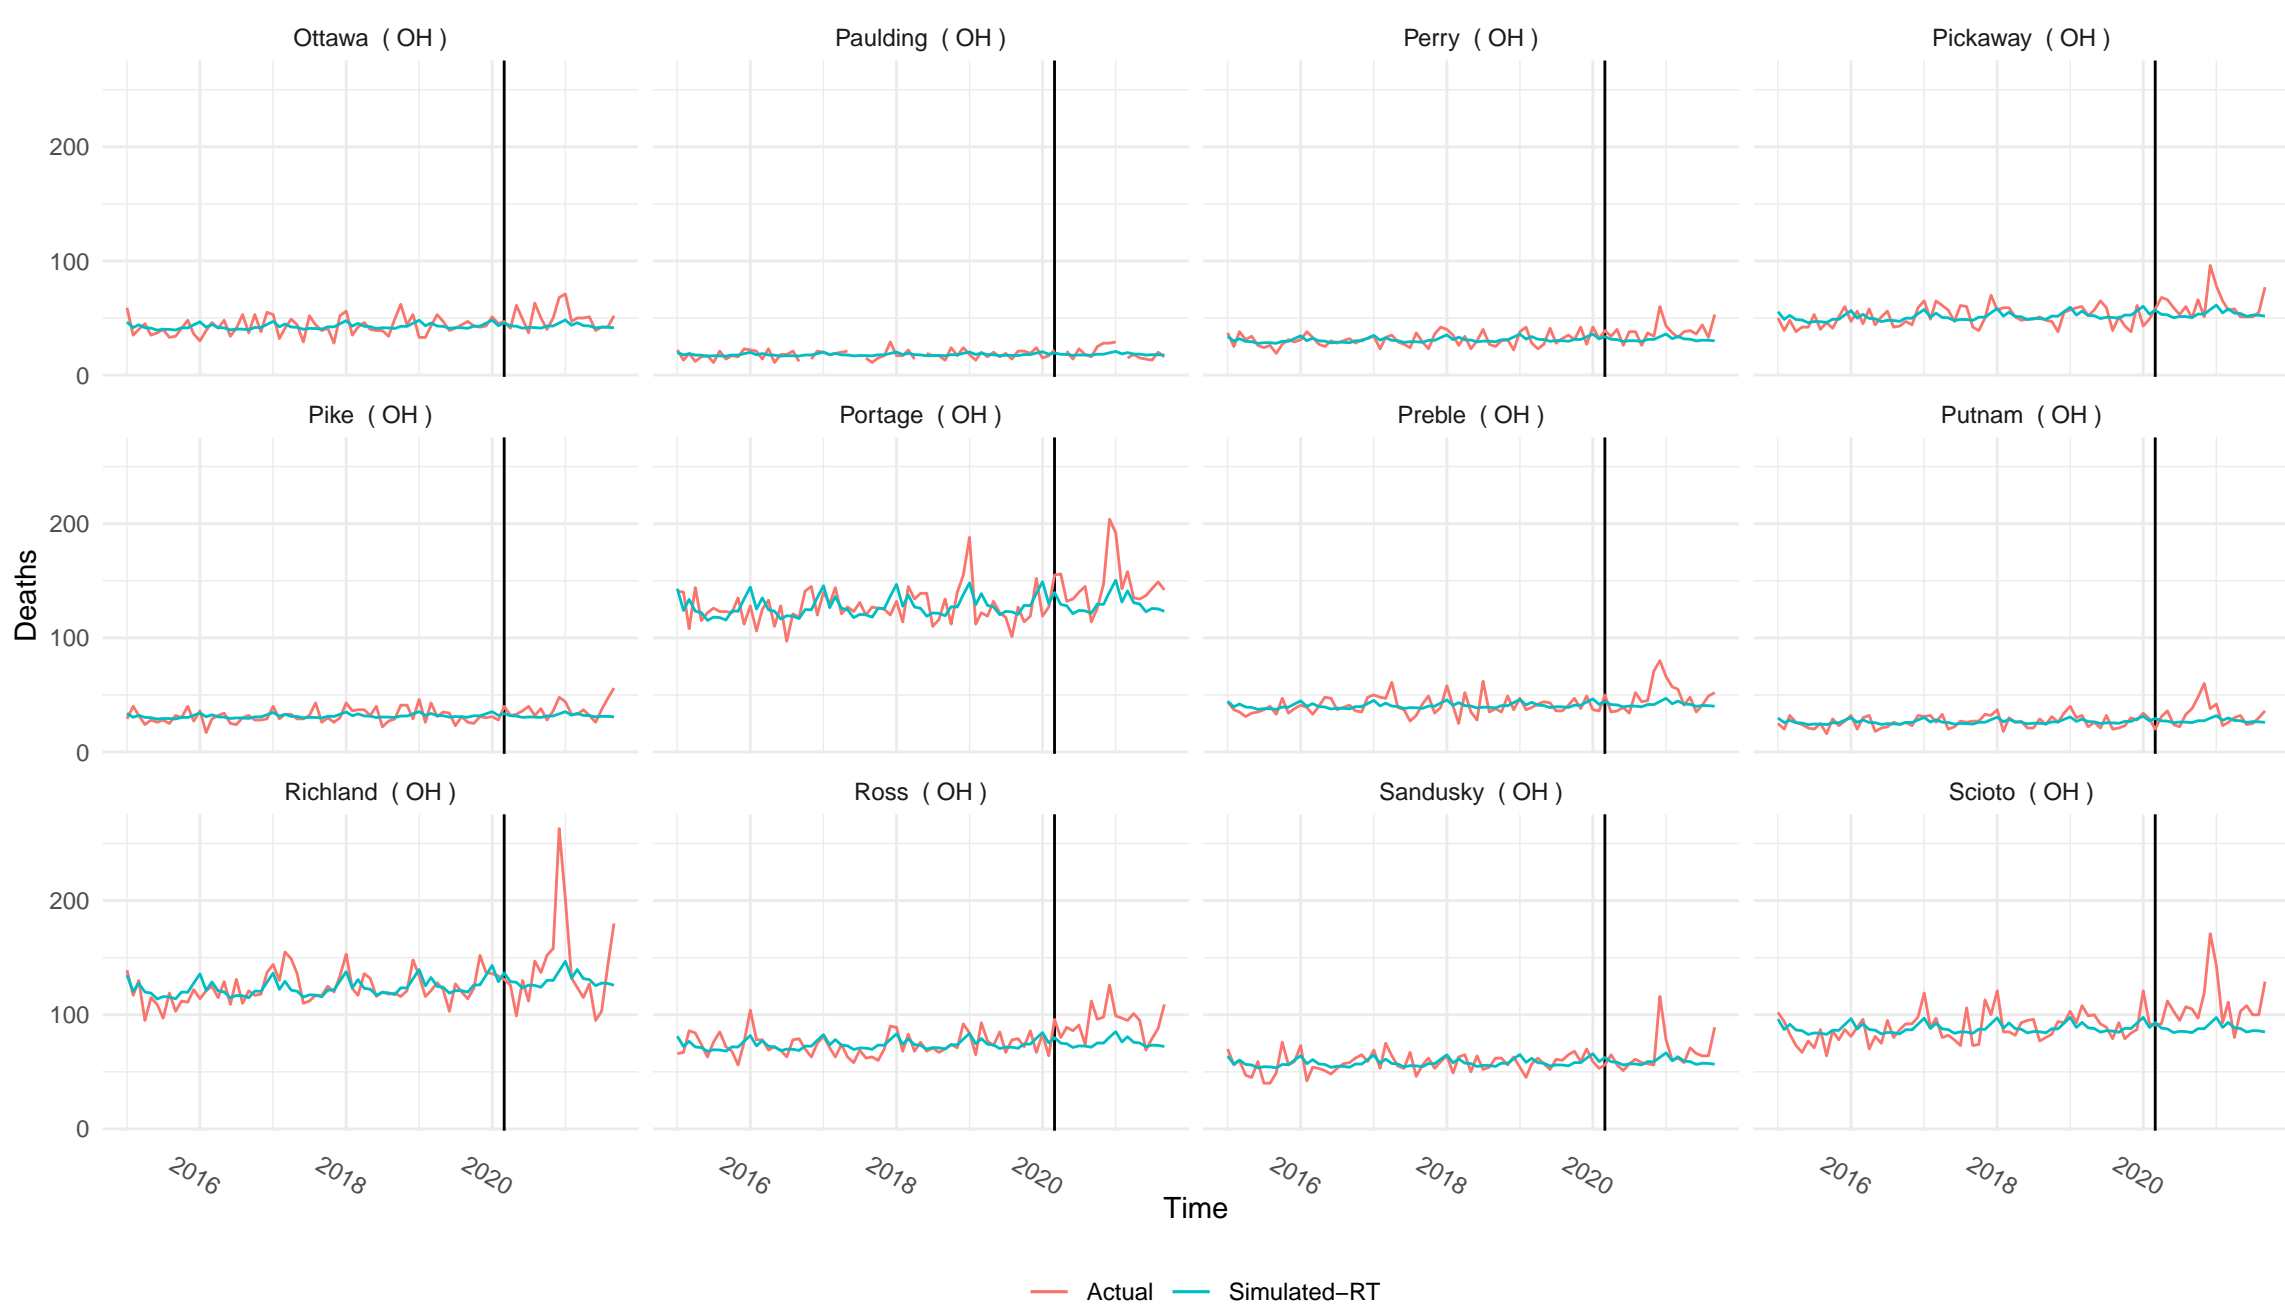 Ottawa ( OH ) Paulding ( OH ) Perry ( OH ) Pickaway ( OH )
200
100
0
Pike ( OH ) Portage ( OH ) Preble ( OH ) Putnam ( OH )
200
100
0
Deaths
Richland ( OH ) Ross ( OH ) Sandusky ( OH ) Scioto ( OH )
200
100
0
2016 2018 2020 2016 2018 2020 2016 2018 2020 2016 2018 2020
Time
Actual Simulated−RT